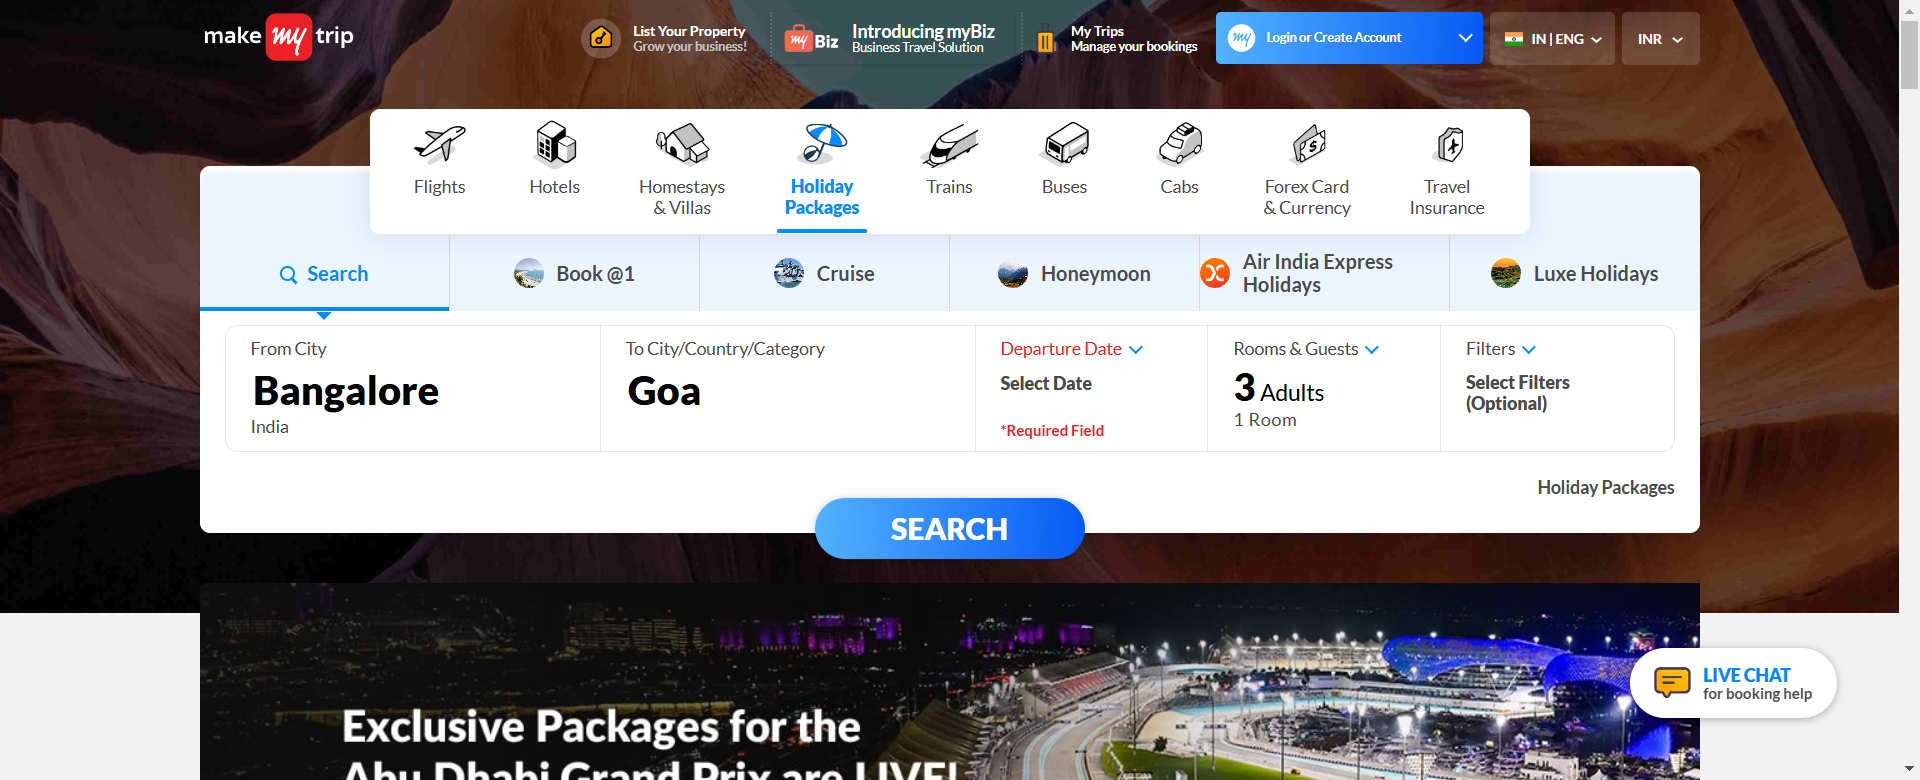 make my trip
List Your Property
Grow your business!
my Biz
Introducing myBiz
Business Travel Solution
My Trips
Manage your bookings
my
Login or Create Account
IN | ENG
INR
Flights
Hotels
Homestays
& Villas
Holiday
Packages
Trains
Buses
Cabs
Forex Card
& Currency
Travel
Insurance
Search
Book @1
Cruise
Honeymoon
Air India Express
Holidays
Luxe Holidays
From City
Bangalore
India
To City/Country/Category
Goa
Departure Date
Select Date
*Required Field
Rooms & Guests
3 Adults
1 Room
Filters
Select Filters
(Optional)
Holiday Packages
SEARCH
Exclusive Packages for the
Abu Dhabi Grand Prix are LIVE!
LIVE CHAT
for booking help